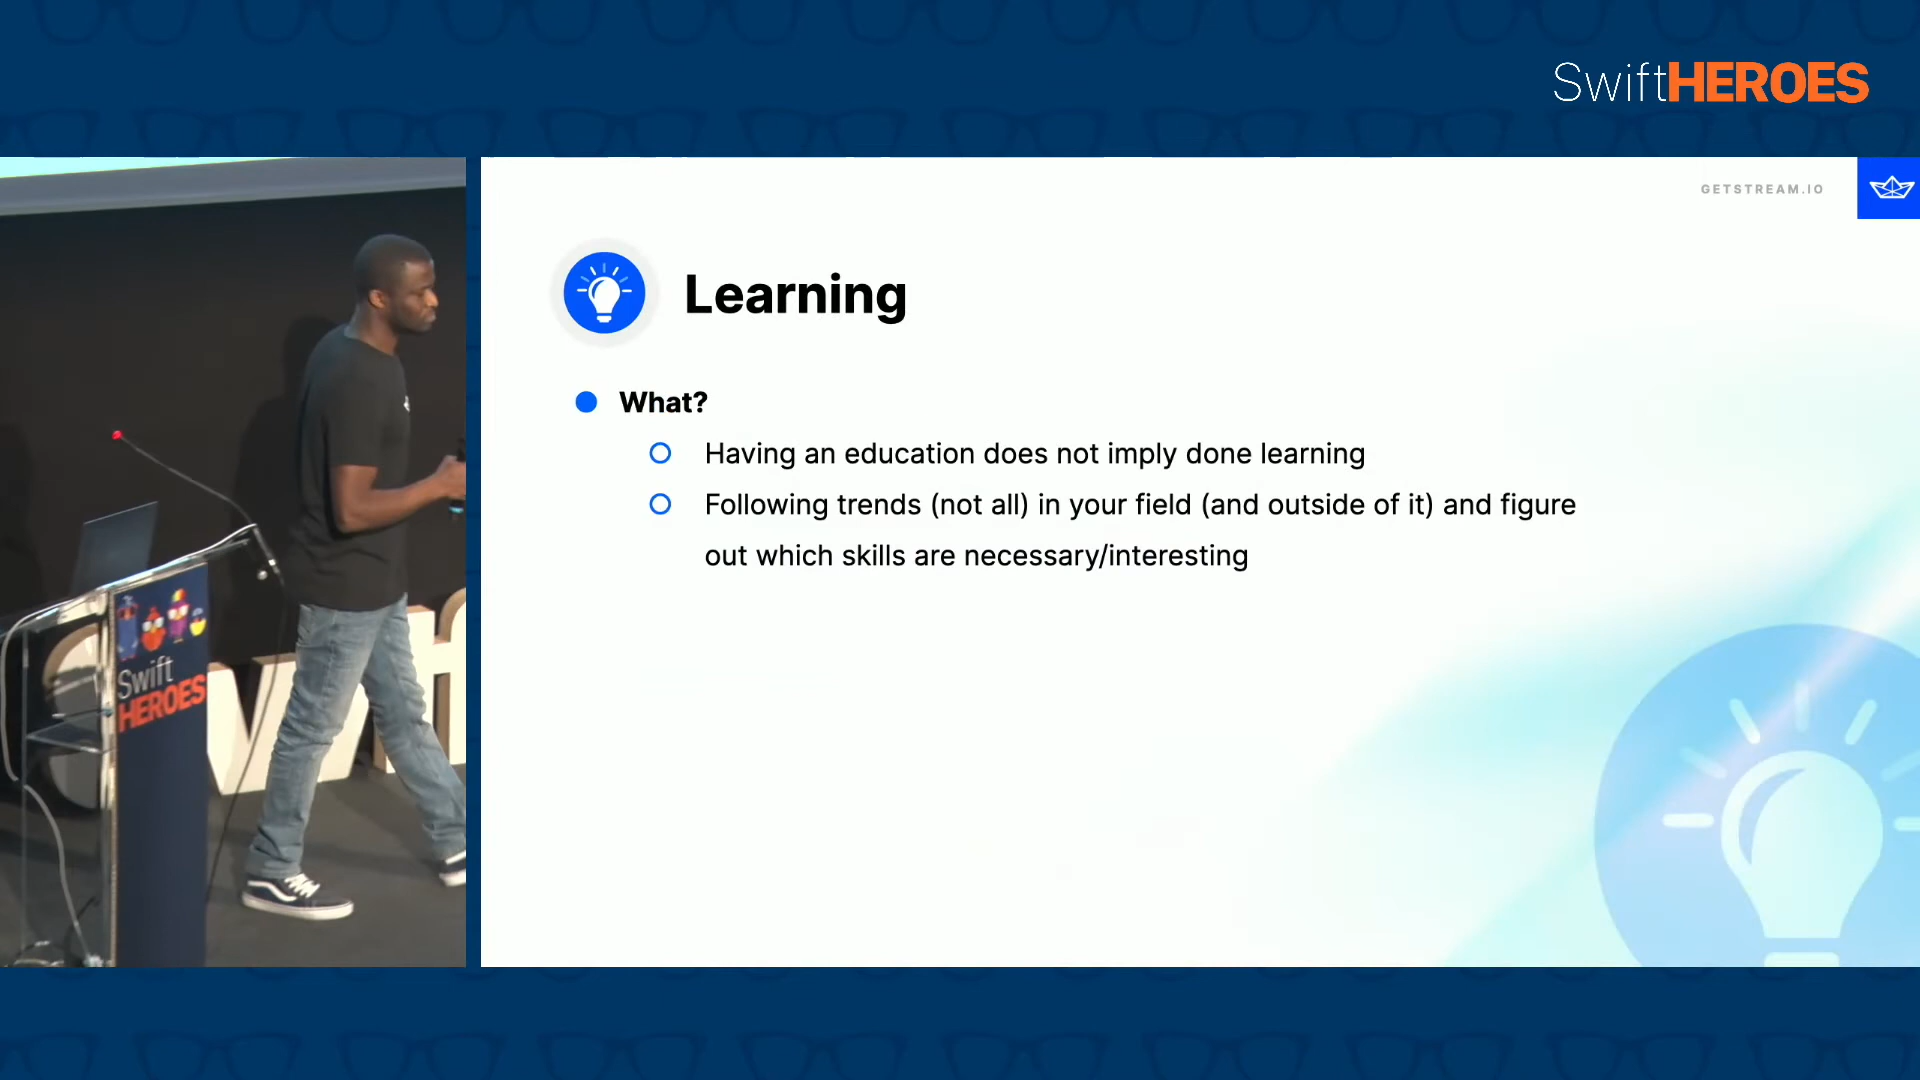 SwiftHEROES
GETSTREAM.IO
Learning
What?
Having an education does not imply done learning
Following trends (not all) in your field (and outside of it) and figure
out which skills are necessary/interesting
Swift
HEROES